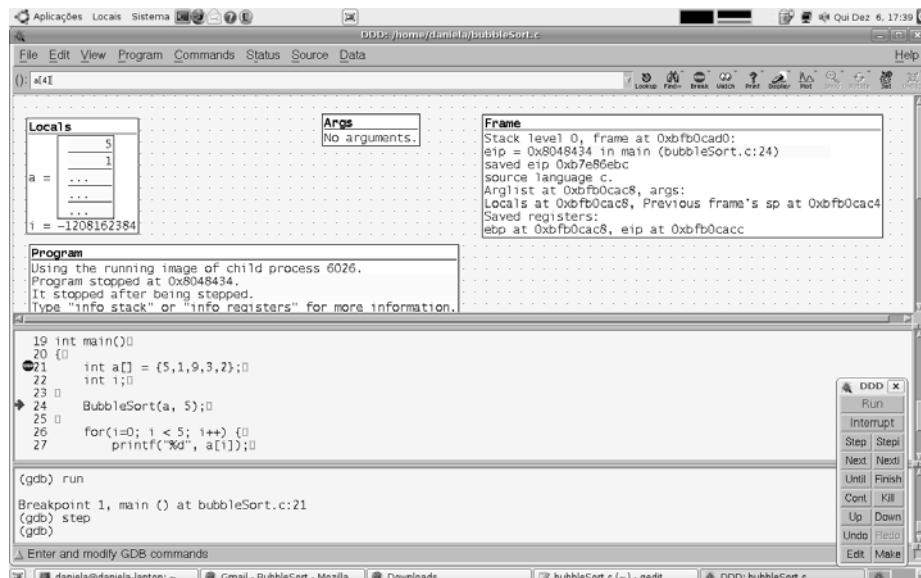 Aplicações Locais Sistema
Qui Dez 6, 17:39
DDD: /home/daniela/bubbleSort.c
File Edit View Program Commands Status Source Data Help
(): a[4]
Lookup Find» Break Watch Print Display Plot Set
Locals
5
1
a = ...
...
...
i = -1208162384
Args
No arguments.
Frame
Stack level 0, frame at 0xbfb0cad0:
eip = 0x8048434 in main (bubbleSort.c:24)
saved eip 0xb7e86ebc
source language c.
Arglist at 0xbfb0cac8, args:
Locals at 0xbfb0cac8, Previous frame's sp at 0xbfb0cac4
Saved registers:
ebp at 0xbfb0cac8, eip at 0xbfb0cacc
Program
Using the running image of child process 6026.
Program stopped at 0x8048434.
It stopped after being stepped.
Type "info stack" or "info registers" for more information.
19 int main()
20 {
21 int a[] = {5,1,9,3,2};
22 int i;
23
24 BubbleSort(a, 5);
25
26 for(i=0; i < 5; i++) {
27 printf("%d", a[i]);
DDD
Run
Interrupt
Step Stepi
Next Nexti
Until Finish
Cont Kill
Up Down
Undo Redo
Edit Make
(gdb) run
Breakpoint 1, main () at bubbleSort.c:21
(gdb) step
(gdb)
Enter and modify GDB commands
daniela@daniela-laptop: ~
Gmail - BubbleSort - Mozilla
Downloads
bubbleSort.c (~) - gedit
DDD: bubbleSort.c